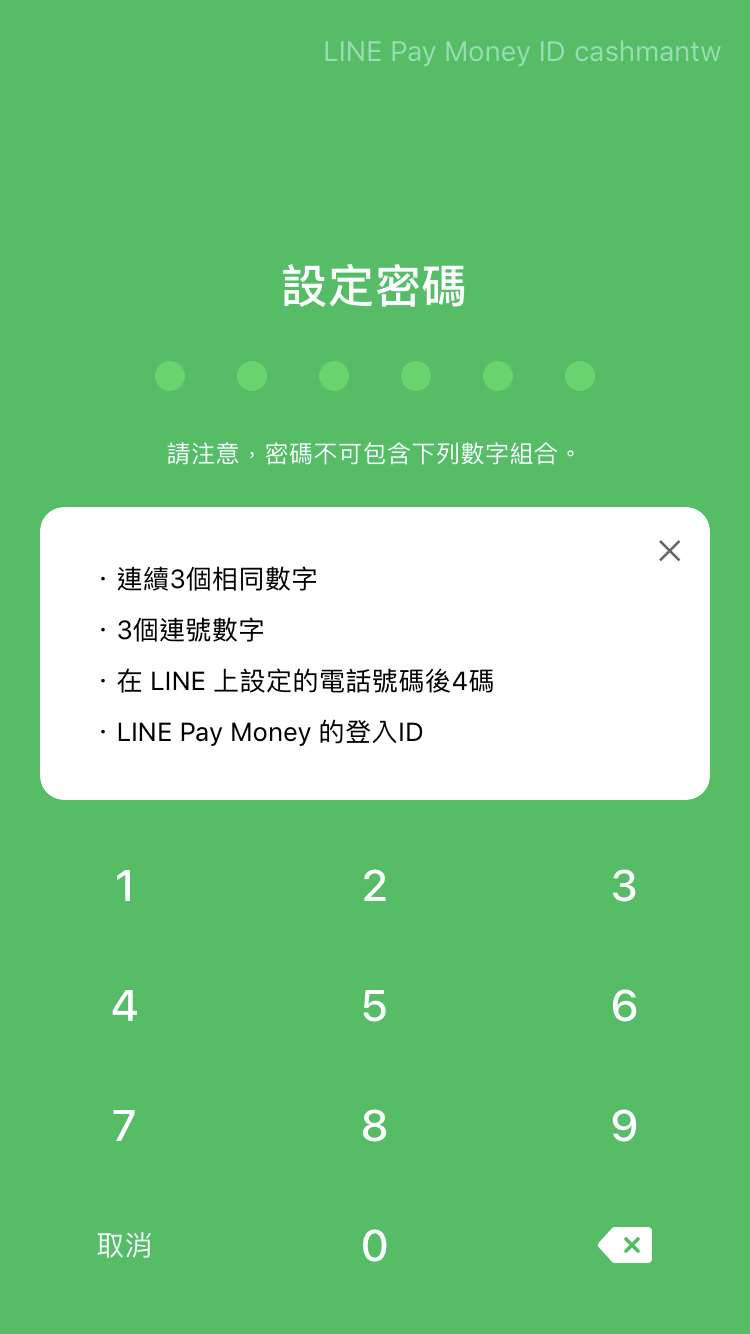 LINE Pay Money ID cashmantw
設定密碼
請注意，密碼不可包含下列數字組合。
・連續3個相同數字
・3個連號數字
・在 LINE 上設定的電話號碼後4碼
・LINE Pay Money 的登入ID
1 2 3
4 5 6
7 8 9
取消 0